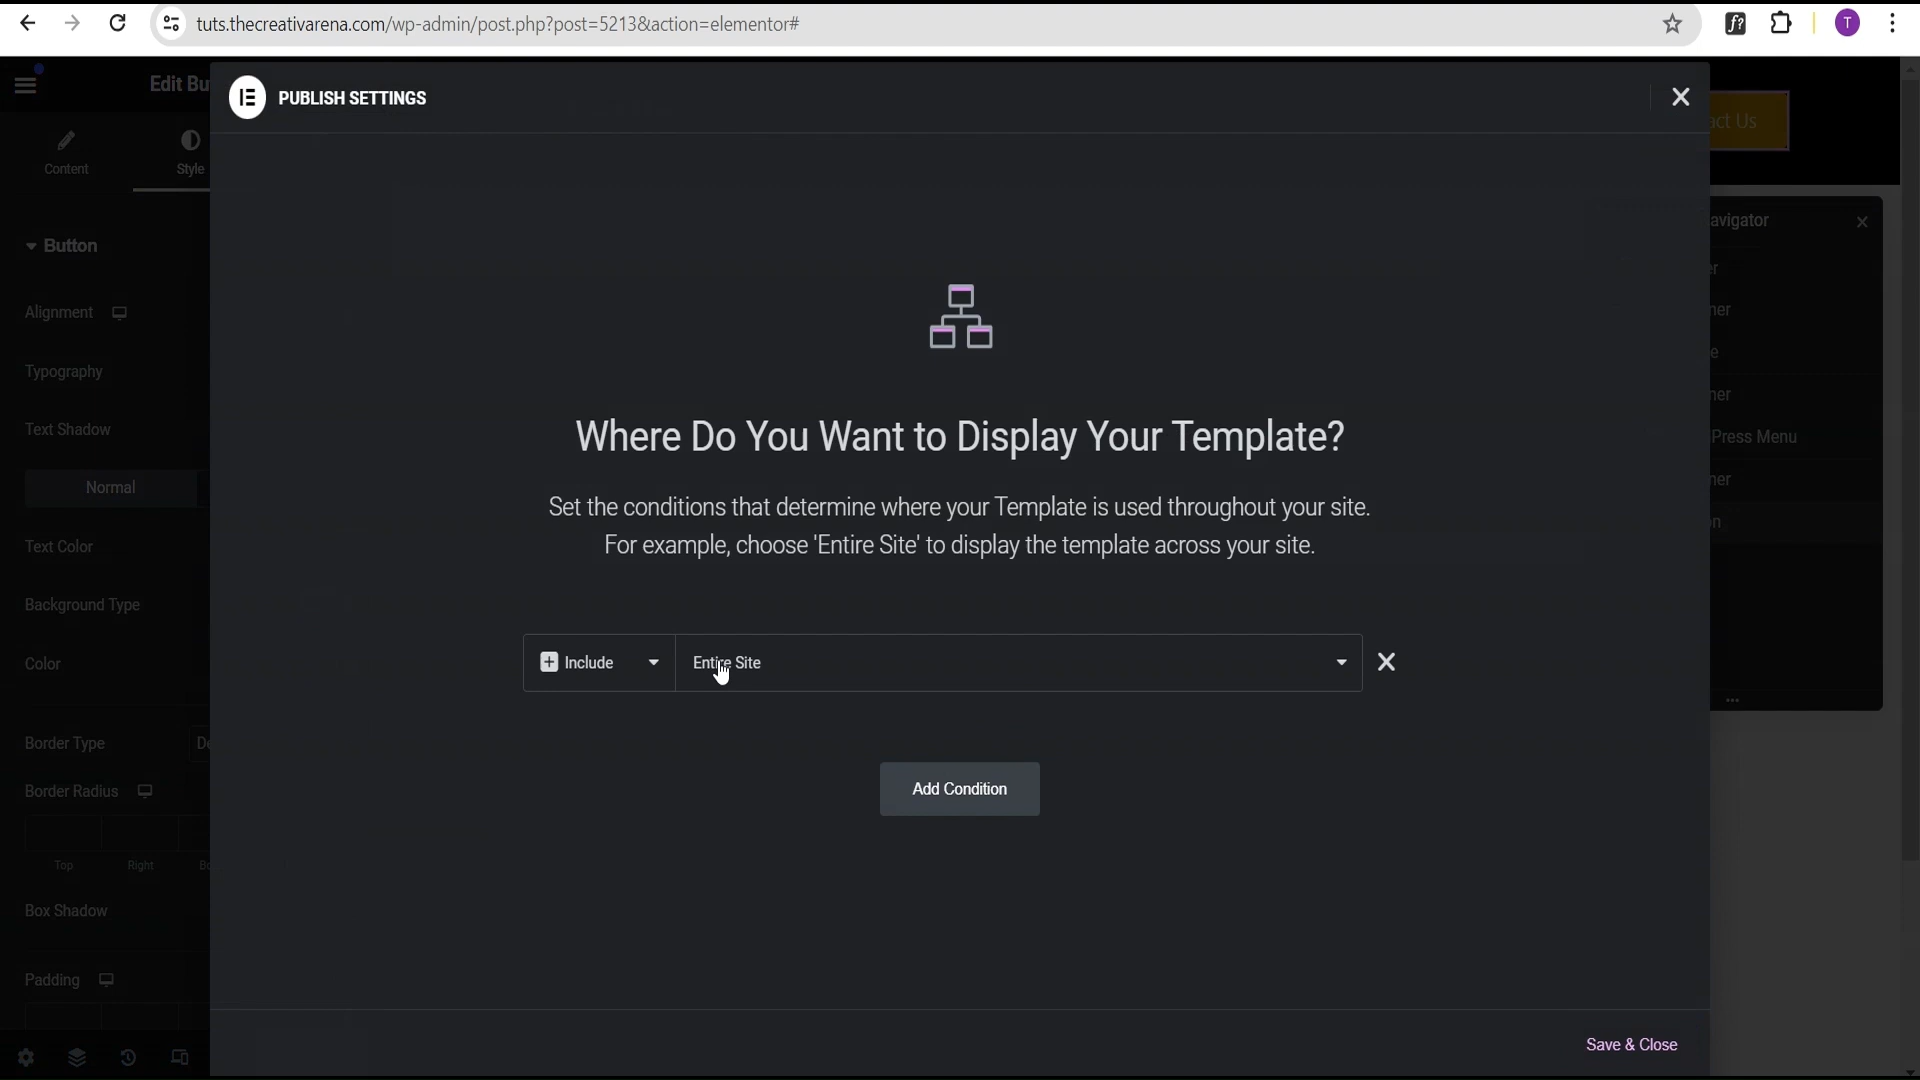 tuts.thecreativarena.com/wp-admin/post.php?post=5213&action=elementor#
T
Edit Bu
PUBLISH SETTINGS
act Us
Content
Style
avigator
Button
er
ner
Alignment
e
Typography
ner
Where Do You Want to Display Your Template?
Press Menu
Text Shadow
ner
Normal
Set the conditions that determine where your Template is used throughout your site.
on
For example, choose 'Entire Site' to display the template across your site.
Text Color
Background Type
Include
Entire Site
Color
Border Type
De
Add Condition
Border Radius
Top
Right
Bo
Box Shadow
Padding
Save & Close